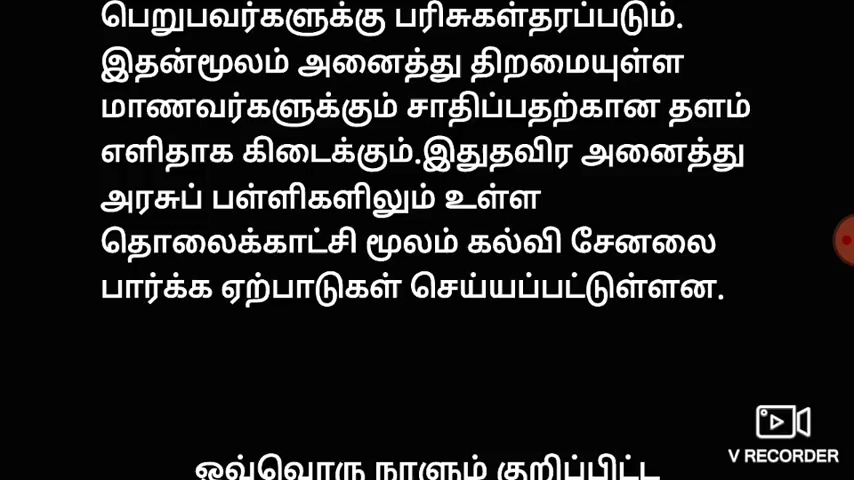 பெறுபவர்களுக்கு பரிசுகள்தரப்படும்.
இதன்மூலம் அனைத்து திறமையுள்ள
மாணவர்களுக்கும் சாதிப்பதற்கான தளம்
எளிதாக கிடைக்கும்.இதுதவிர அனைத்து
அரசுப் பள்ளிகளிலும் உள்ள
தொலைக்காட்சி மூலம் கல்வி சேனலை
பார்க்க ஏற்பாடுகள் செய்யப்பட்டுள்ளன.
V RECORDER
ஒவ்வொரு நாளும் குறிப்பிட்ட